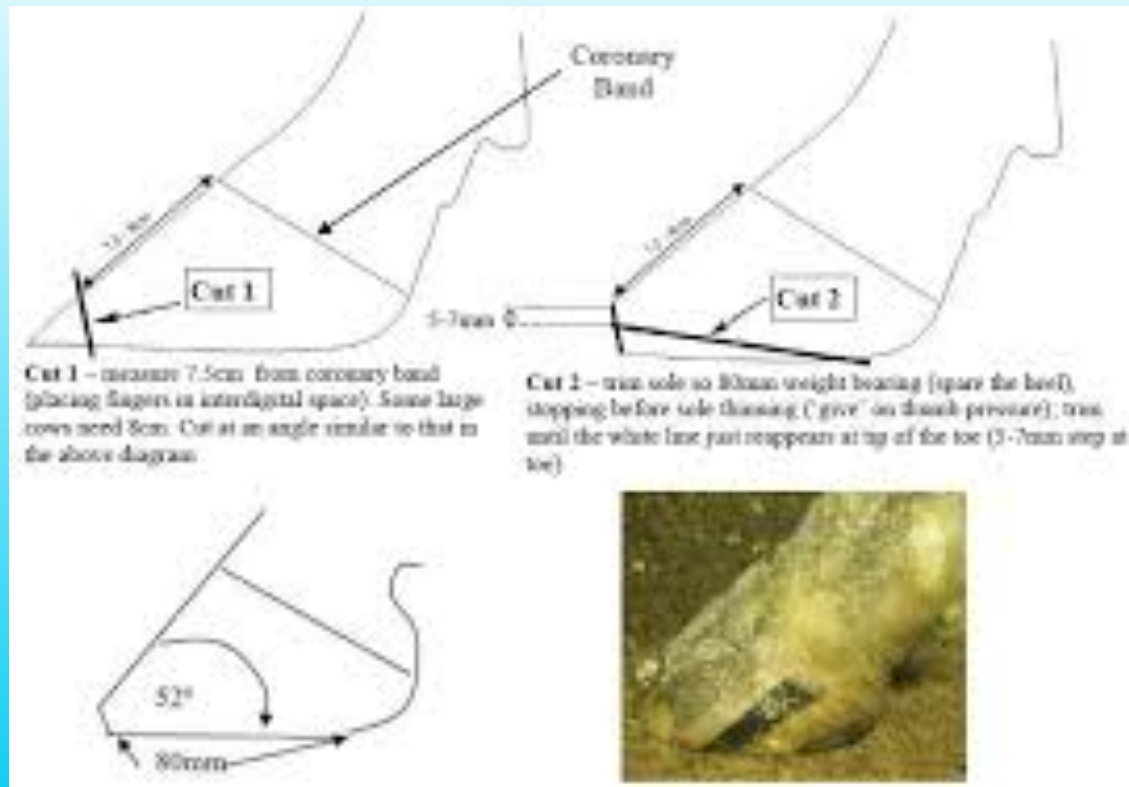 Coronary
Band
Cut 1
Cut 2
5-7mm
Cut 1 – measure 7.5cm from coronary band
(placing fingers in interdigital space). Some large
cows need 8cm. Cut at an angle similar to that in
the above diagram
Cut 2 – trim sole so 80mm weight bearing (spare the heel),
stopping before sole thinning ('give' on thumb pressure); trim
until the white line just reappears at tip of the toe (5-7mm step at
toe)
52°
80mm